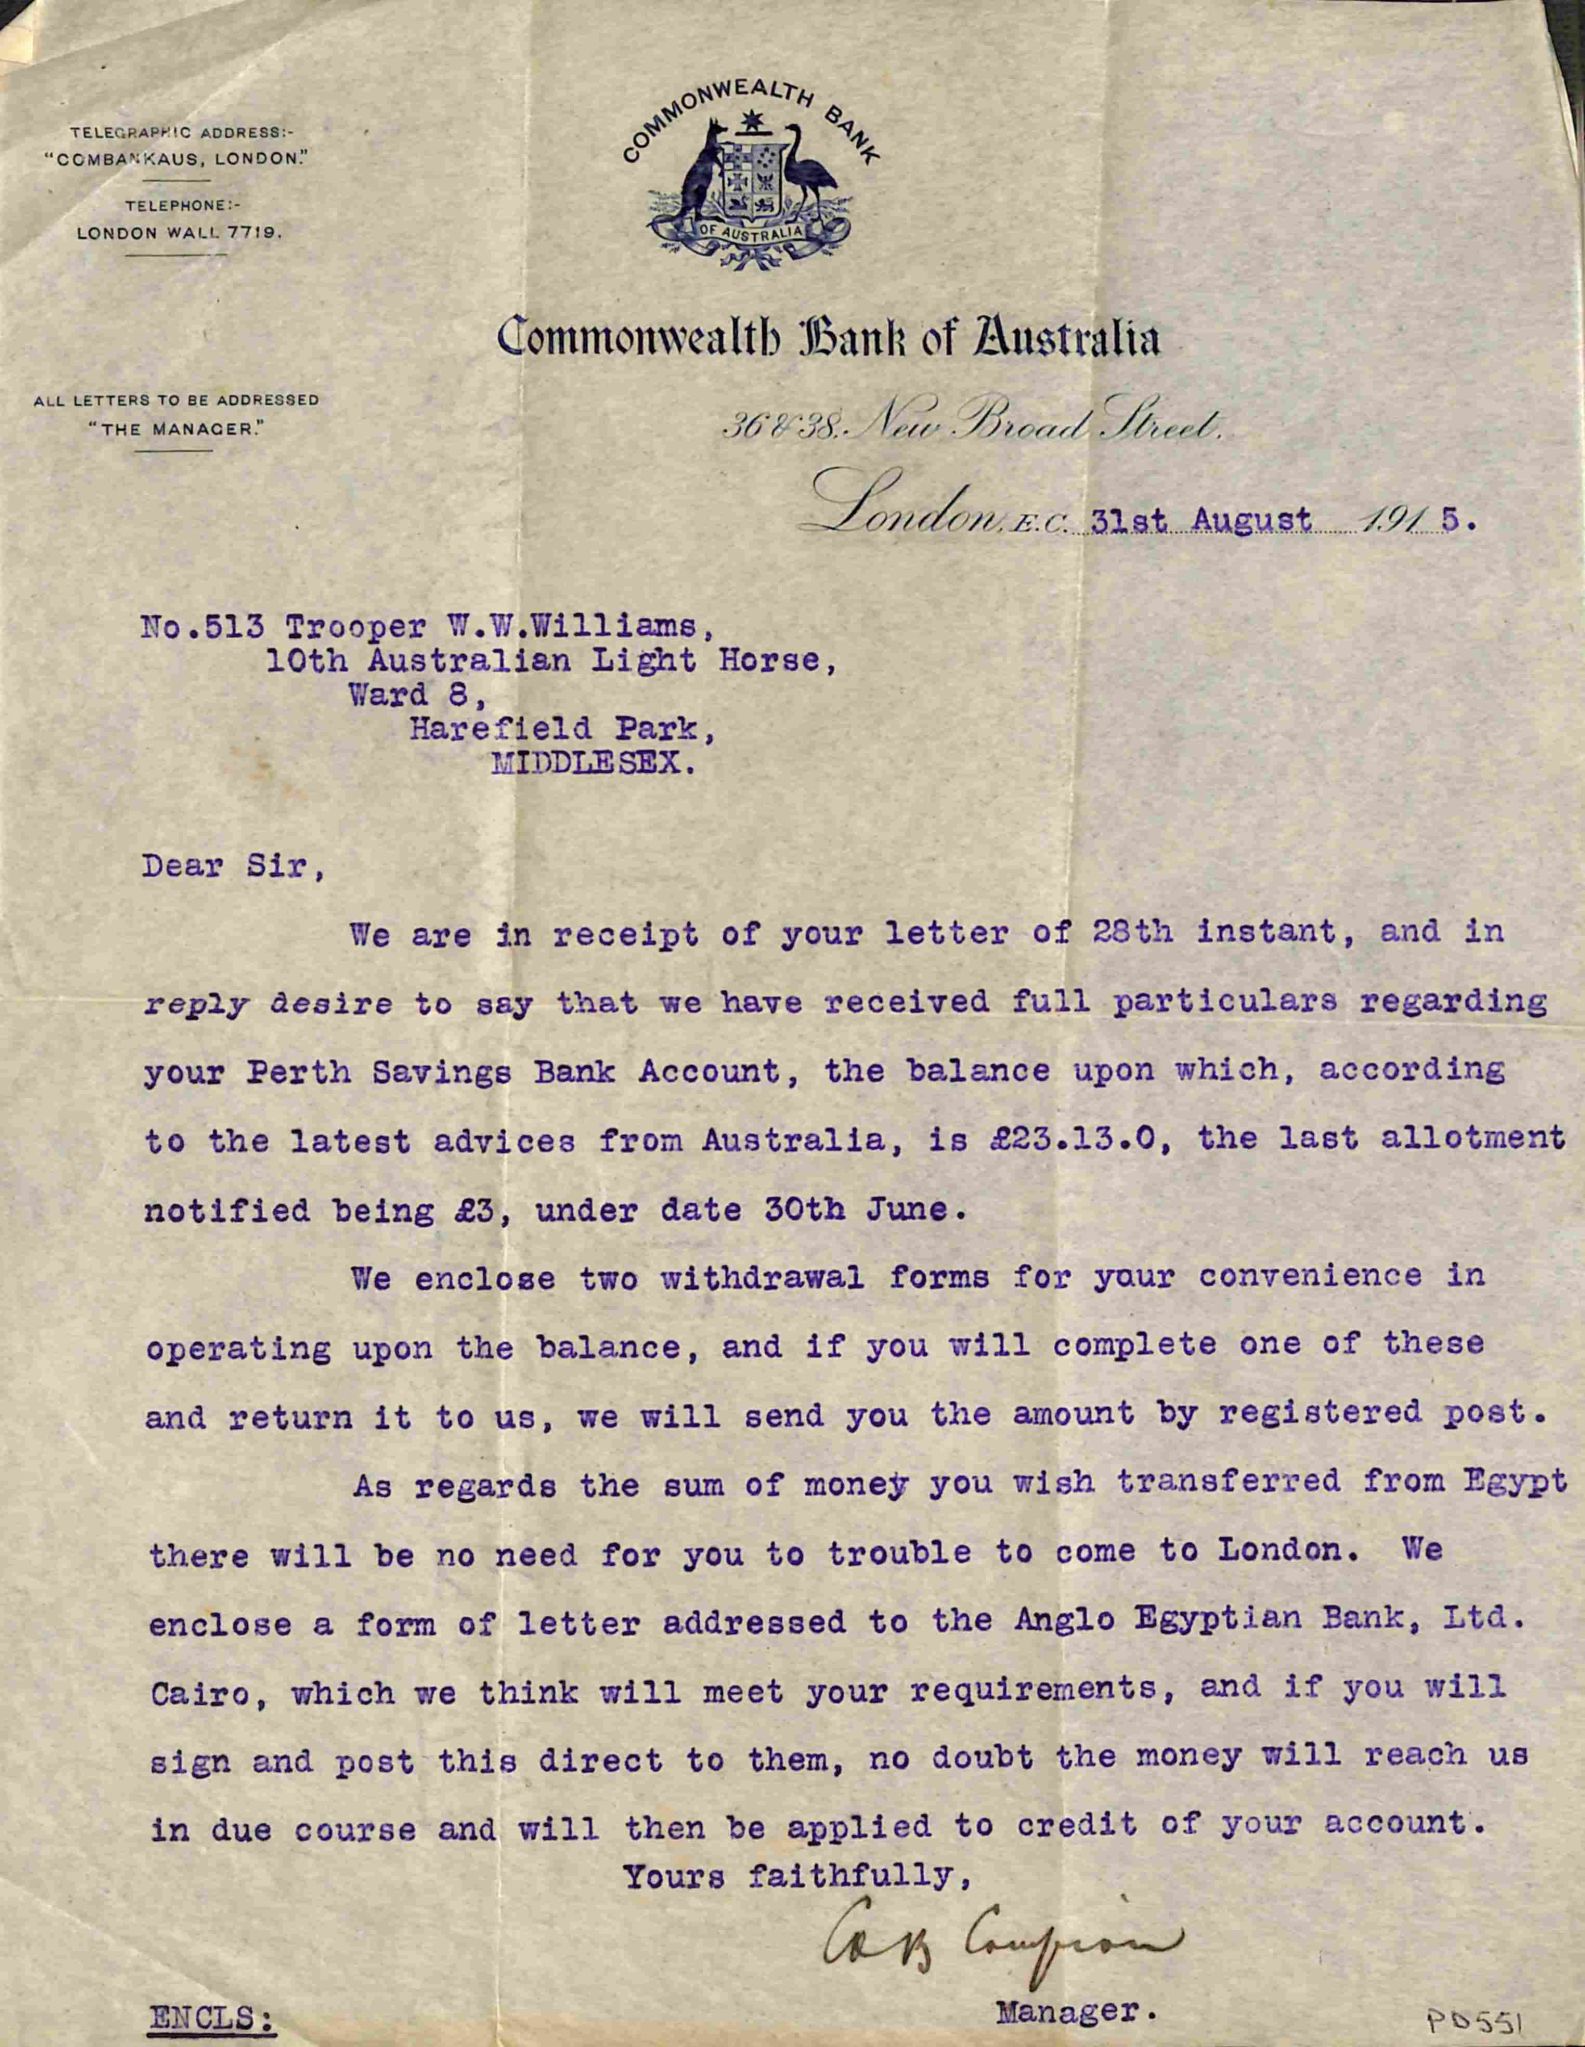 COMMONWEALTH BANK
OF AUSTRALIA
TELEGRAPHIC ADDRESS:-
"COMBANKAUS, LONDON."
TELEPHONE:-
LONDON WALL 7719.
Commonwealth Bank of Australia
ALL LETTERS TO BE ADDRESSED
"THE MANAGER."
36 & 38. New Broad Street.
London, E.C. 31st August 1915.
No.513 Trooper W.W.Williams,
10th Australian Light Horse,
Ward 8,
Harefield Park,
MIDDLESEX.
Dear Sir,
We are in receipt of your letter of 28th instant, and in
reply desire to say that we have received full particulars regarding
your Perth Savings Bank Account, the balance upon which, according
to the latest advices from Australia, is £23.13.0, the last allotment
notified being £3, under date 30th June.
We enclose two withdrawal forms for your convenience in
operating upon the balance, and if you will complete one of these
and return it to us, we will send you the amount by registered post.
As regards the sum of money you wish transferred from Egypt
there will be no need for you to trouble to come to London. We
enclose a form of letter addressed to the Anglo Egyptian Bank, Ltd.
Cairo, which we think will meet your requirements, and if you will
sign and post this direct to them, no doubt the money will reach us
in due course and will then be applied to credit of your account.
Yours faithfully,
Campion
Manager.
ENCLS:
PD551